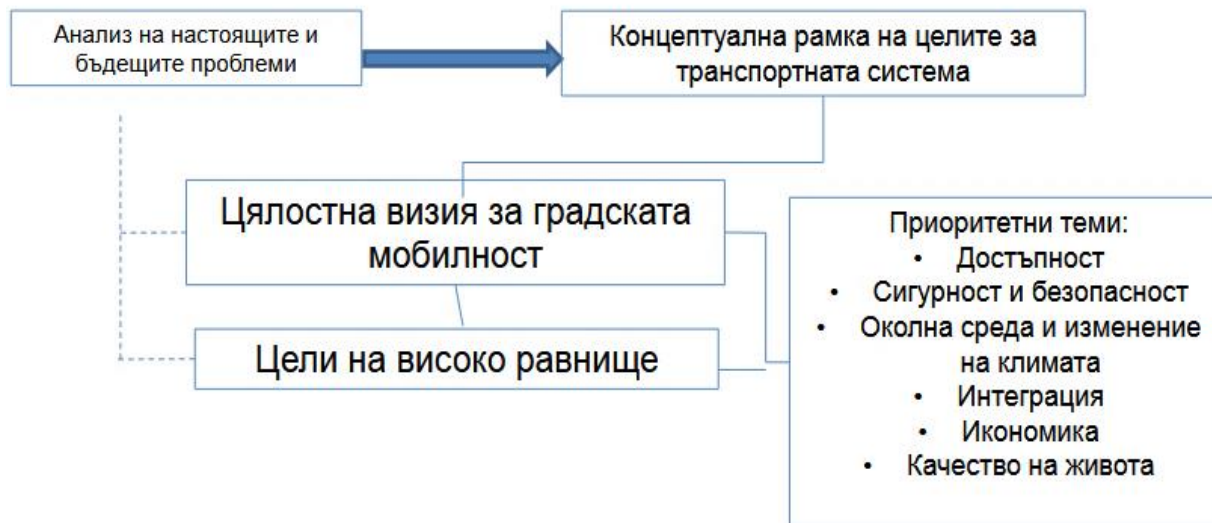 Анализ на настоящите и
бъдещите проблеми
Концептуална рамка на целите за
транспортната система
Цялостна визия за градската
мобилност
Цели на високо равнище
Приоритетни теми:
• Достъпност
• Сигурност и безопасност
• Околна среда и изменение
на климата
• Интеграция
• Икономика
• Качество на живота